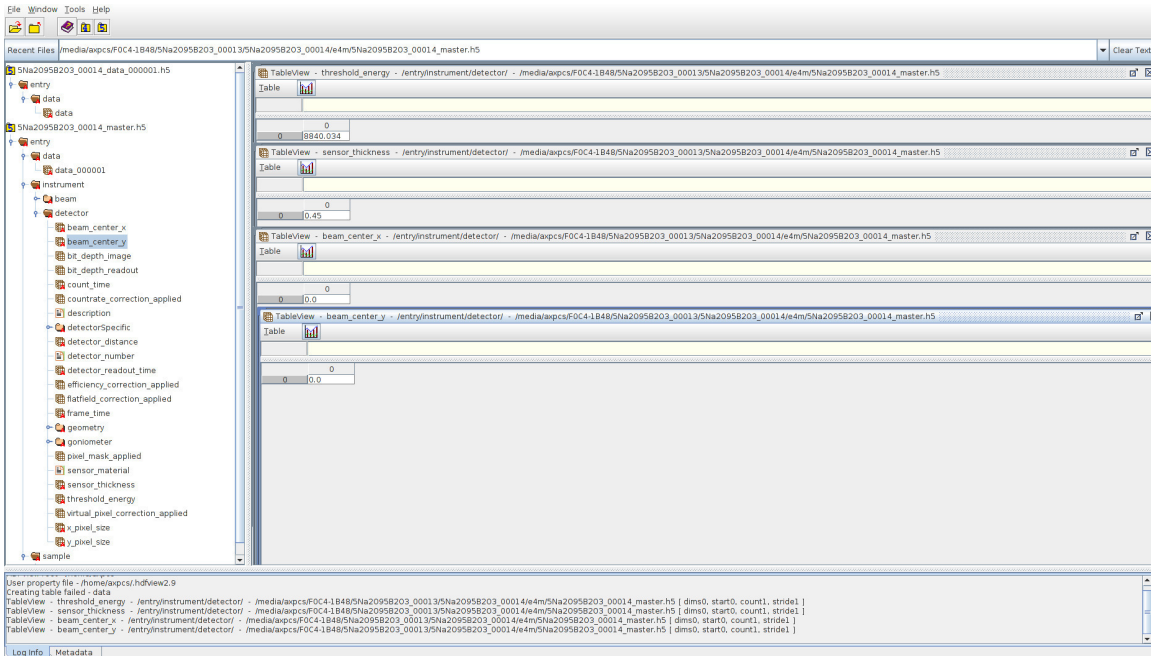 File Window Tools Help
Recent Files /media/axpcs/F0C4-1B48/5Na2095B203_00013/5Na2095B203_00014/e4m/5Na2095B203_00014_master.h5 Clear Text
5Na2095B203_00014_data_000001.h5
entry
data
data
5Na2095B203_00014_master.h5
entry
data
data_000001
instrument
beam
detector
beam_center_x
beam_center_y
bit_depth_image
bit_depth_readout
count_time
countrate_correction_applied
description
detectorSpecific
detector_distance
detector_number
detector_readout_time
efficiency_correction_applied
flatfield_correction_applied
frame_time
geometry
goniometer
pixel_mask_applied
sensor_material
sensor_thickness
threshold_energy
virtual_pixel_correction_applied
x_pixel_size
y_pixel_size
sample
TableView - threshold_energy - /entry/instrument/detector/ - /media/axpcs/F0C4-1B48/5Na2095B203_00013/5Na2095B203_00014/e4m/5Na2095B203_00014_master.h5
Table
0
0 8840.034
TableView - sensor_thickness - /entry/instrument/detector/ - /media/axpcs/F0C4-1B48/5Na2095B203_00013/5Na2095B203_00014/e4m/5Na2095B203_00014_master.h5
Table
0
0 0.45
TableView - beam_center_x - /entry/instrument/detector/ - /media/axpcs/F0C4-1B48/5Na2095B203_00013/5Na2095B203_00014/e4m/5Na2095B203_00014_master.h5
Table
0
0 0.0
TableView - beam_center_y - /entry/instrument/detector/ - /media/axpcs/F0C4-1B48/5Na2095B203_00013/5Na2095B203_00014/e4m/5Na2095B203_00014_master.h5
Table
0
0 0.0
User property file - /home/axpcs/.hdfview2.9
Creating table failed - data
TableView - threshold_energy - /entry/instrument/detector/ - /media/axpcs/F0C4-1B48/5Na2095B203_00013/5Na2095B203_00014/e4m/5Na2095B203_00014_master.h5 [ dims0, start0, count1, stride1 ]
TableView - sensor_thickness - /entry/instrument/detector/ - /media/axpcs/F0C4-1B48/5Na2095B203_00013/5Na2095B203_00014/e4m/5Na2095B203_00014_master.h5 [ dims0, start0, count1, stride1 ]
TableView - beam_center_x - /entry/instrument/detector/ - /media/axpcs/F0C4-1B48/5Na2095B203_00013/5Na2095B203_00014/e4m/5Na2095B203_00014_master.h5 [ dims0, start0, count1, stride1 ]
TableView - beam_center_y - /entry/instrument/detector/ - /media/axpcs/F0C4-1B48/5Na2095B203_00013/5Na2095B203_00014/e4m/5Na2095B203_00014_master.h5 [ dims0, start0, count1, stride1 ]
Log Info Metadata